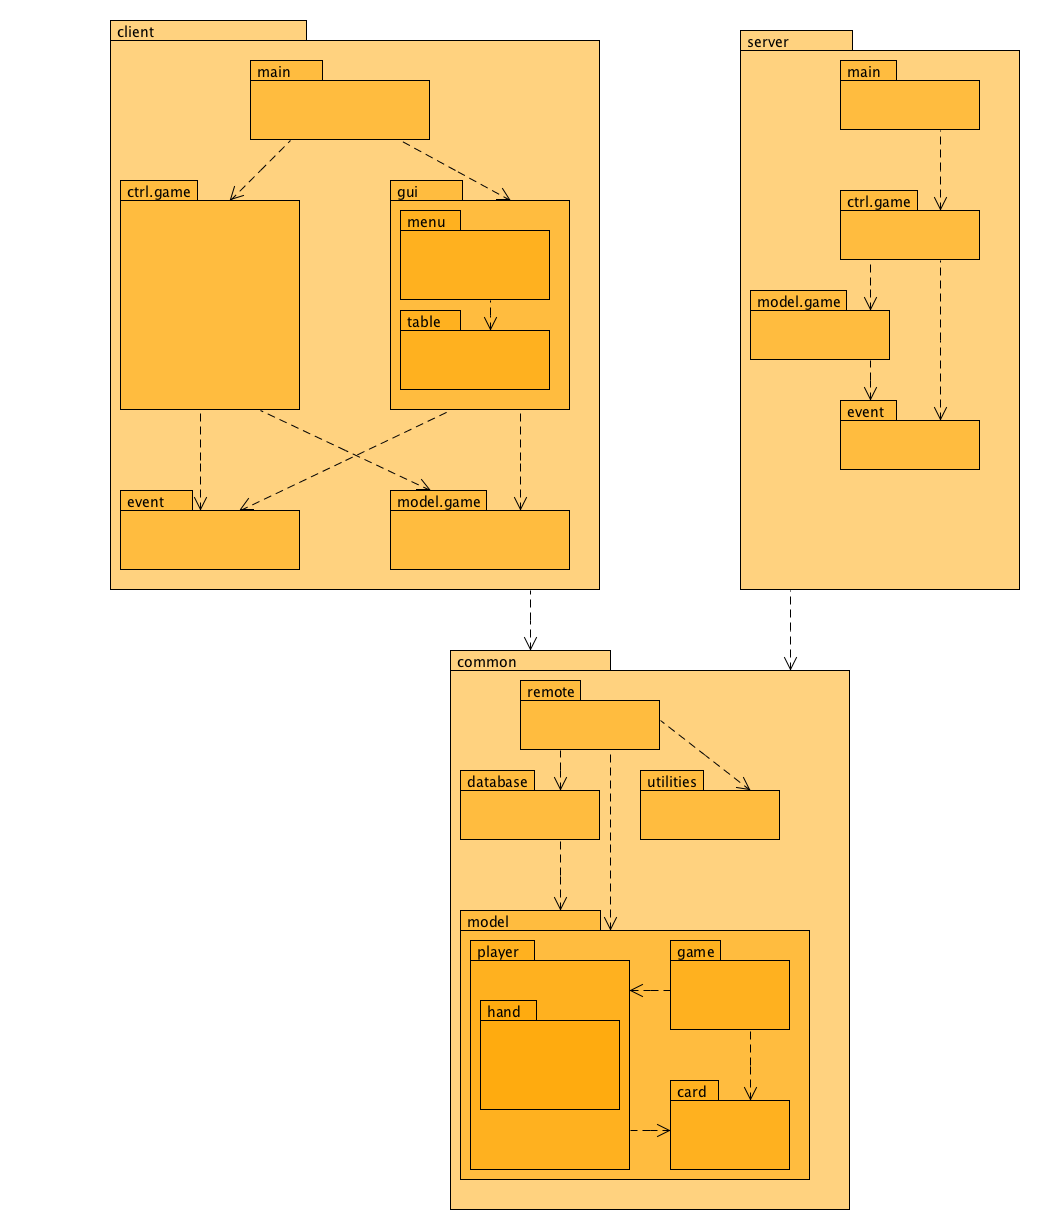 client
main
ctrl.game
gui
menu
table
event
model.game
server
main
ctrl.game
model.game
event
common
remote
database
utilities
model
player
game
hand
card